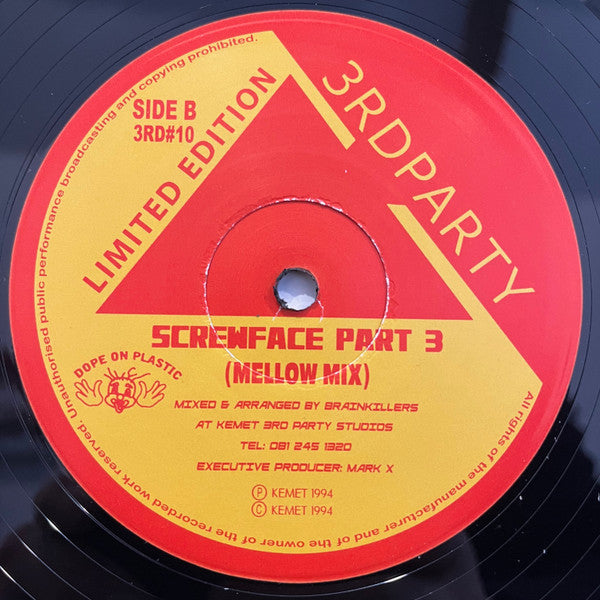 SIDE B
3RD#10
LIMITED EDITION
3RDPARTY
SCREWFACE PART 3
(MELLOW MIX)
DOPE ON PLASTIC
MIXED & ARRANGED BY BRAINKILLERS
AT KEMET 3RD PARTY STUDIOS
TEL: 081 245 1320
EXECUTIVE PRODUCER: MARK X
Ⓟ KEMET 1994
Ⓒ KEMET 1994
All rights of the manufacturer and of the owner of the recorded work reserved. Unauthorised public performance broadcasting and copying prohibited.